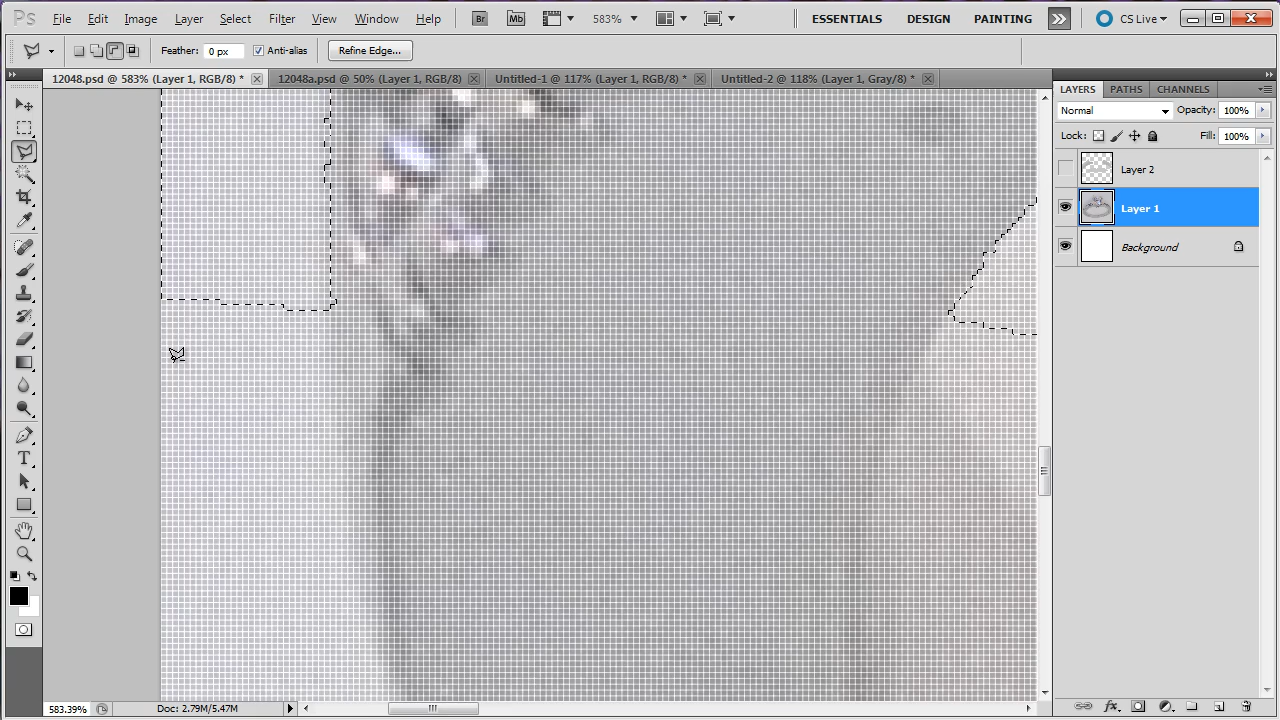 Ps File Edit Image Layer Select Filter View Window Help Br Mb 583% ESSENTIALS DESIGN PAINTING CS Live
Feather: 0 px Anti-alias Refine Edge...
12048.psd @ 583% (Layer 1, RGB/8) * 12048a.psd @ 50% (Layer 1, RGB/8) Untitled-1 @ 117% (Layer 1, RGB/8) * Untitled-2 @ 118% (Layer 1, Gray/8) *
LAYERS PATHS CHANNELS
Normal Opacity: 100%
Lock: Fill: 100%
Layer 2
Layer 1
Background
T
583.39% Doc: 2.79M/5.47M
fx